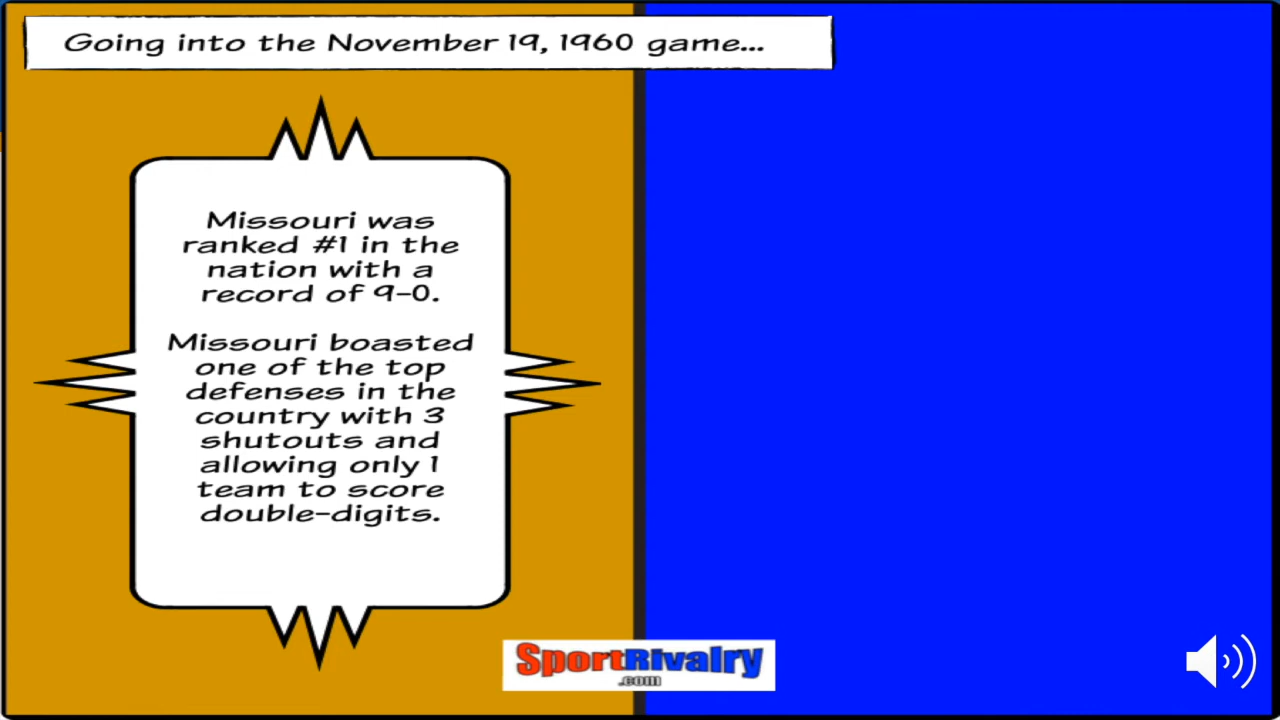 Going into the November 19, 1960 game...
Missouri was
ranked #1 in the
nation with a
record of 9-0.
Missouri boasted
one of the top
defenses in the
country with 3
shutouts and
allowing only 1
team to score
double-digits.
SportRivalry
.com